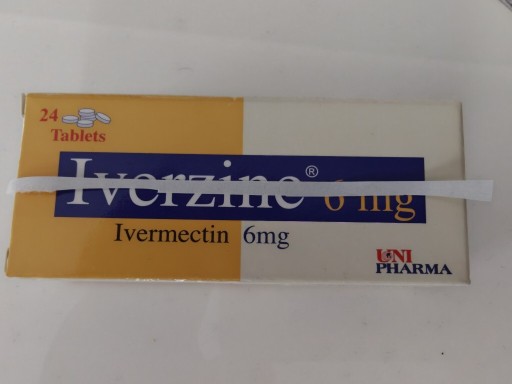 24
Tablets
Iverzine® 6 mg
Ivermectin 6mg
UNI
PHARMA